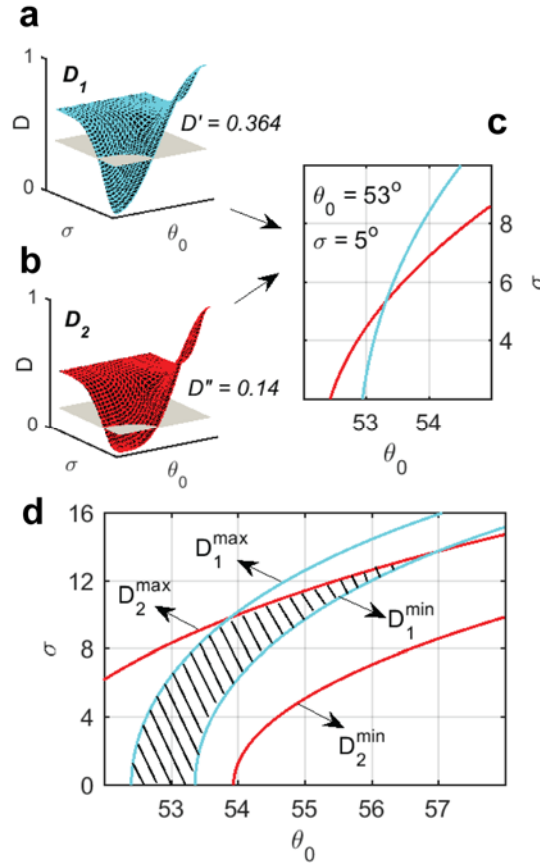 a
1
D₁
D
D' = 0.364
0
σ
θ₀
b
1
D₂
D
D" = 0.14
0
σ
θ₀
c
θ₀ = 53°
σ = 5°
8
6
4
σ
53 54
θ₀
d
16
12
8
4
0
σ
D₁ᵐᵃˣ
D₂ᵐᵃˣ
D₁ᵐⁱⁿ
D₂ᵐⁱⁿ
53 54 55 56 57
θ₀